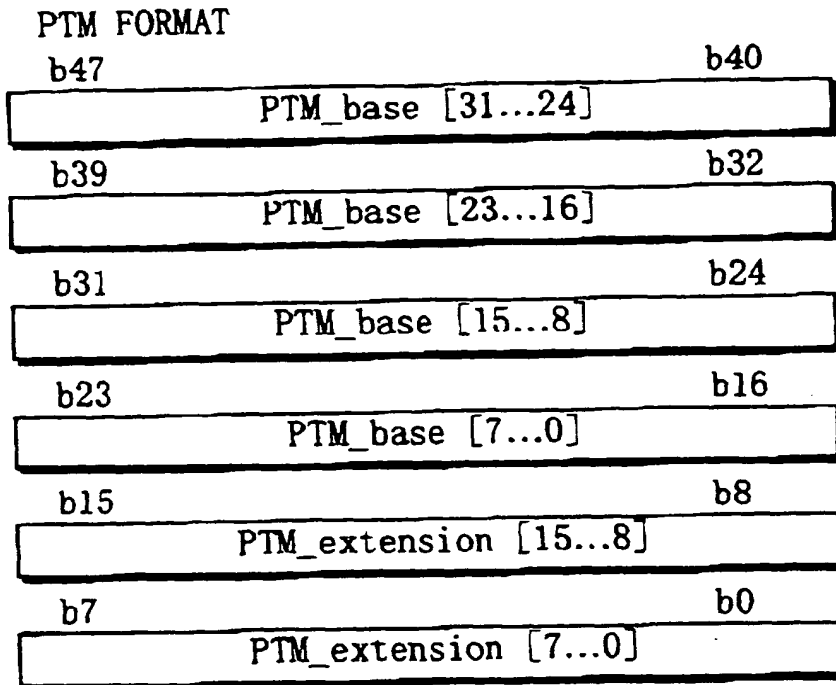 PTM FORMAT
b47 b40
PTM_base [31...24]
b39 b32
PTM_base [23...16]
b31 b24
PTM_base [15...8]
b23 b16
PTM_base [7...0]
b15 b8
PTM_extension [15...8]
b7 b0
PTM_extension [7...0]